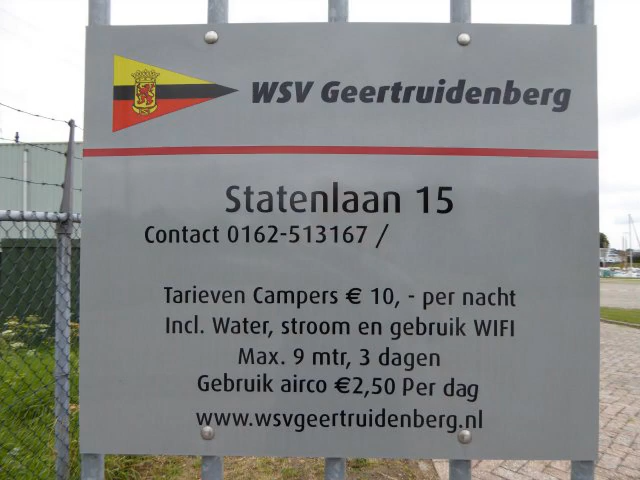 WSV Geertruidenberg
Statenlaan 15
Contact 0162-513167 /
Tarieven Campers € 10, - per nacht
Incl. Water, stroom en gebruik WIFI
Max. 9 mtr, 3 dagen
Gebruik airco €2,50 Per dag
www.wsvgeertruidenberg.nl